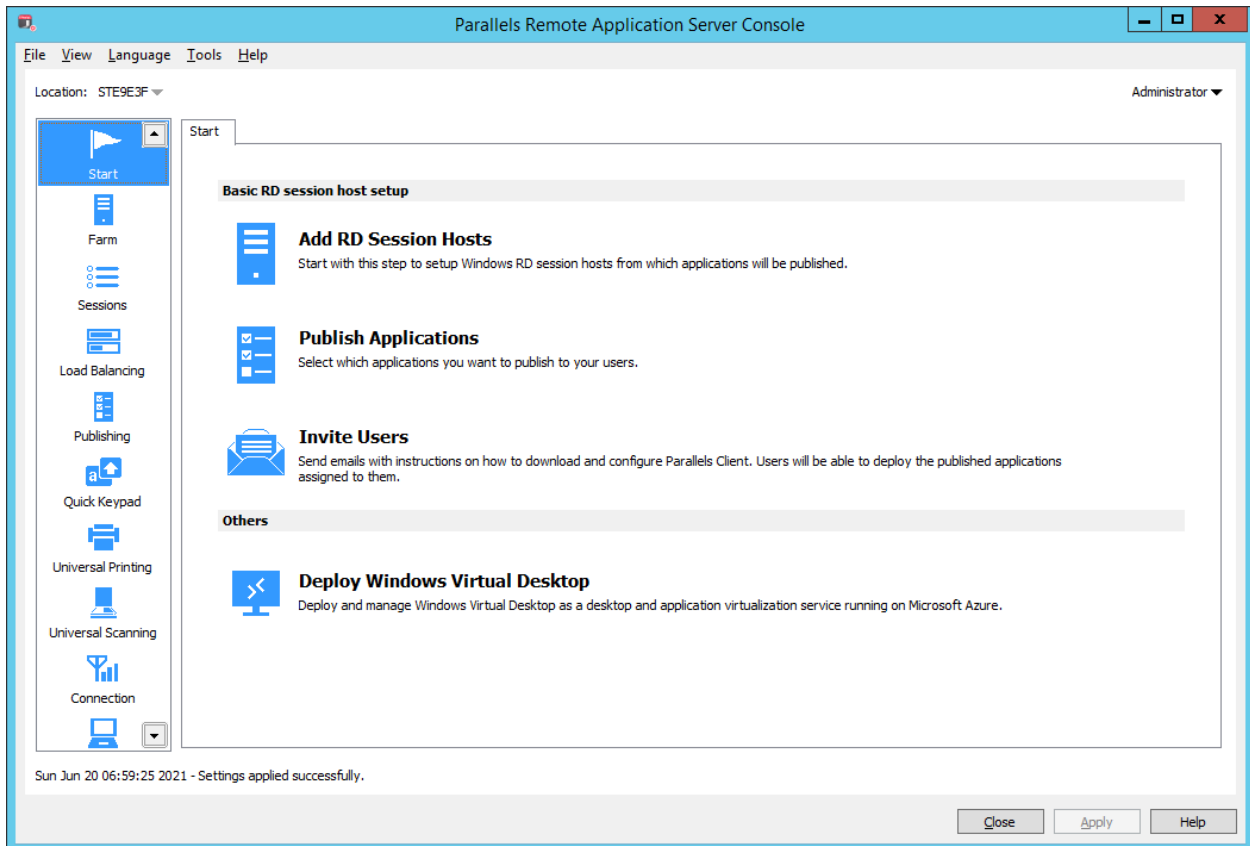 Parallels Remote Application Server Console
File View Language Tools Help
Location: STE9E3F
Administrator
Start
Farm
Sessions
Load Balancing
Publishing
a
Quick Keypad
Universal Printing
Universal Scanning
Connection
Start
Basic RD session host setup
Add RD Session Hosts
Start with this step to setup Windows RD session hosts from which applications will be published.
Publish Applications
Select which applications you want to publish to your users.
Invite Users
Send emails with instructions on how to download and configure Parallels Client. Users will be able to deploy the published applications
assigned to them.
Others
Deploy Windows Virtual Desktop
Deploy and manage Windows Virtual Desktop as a desktop and application virtualization service running on Microsoft Azure.
Sun Jun 20 06:59:25 2021 - Settings applied successfully.
Close Apply Help